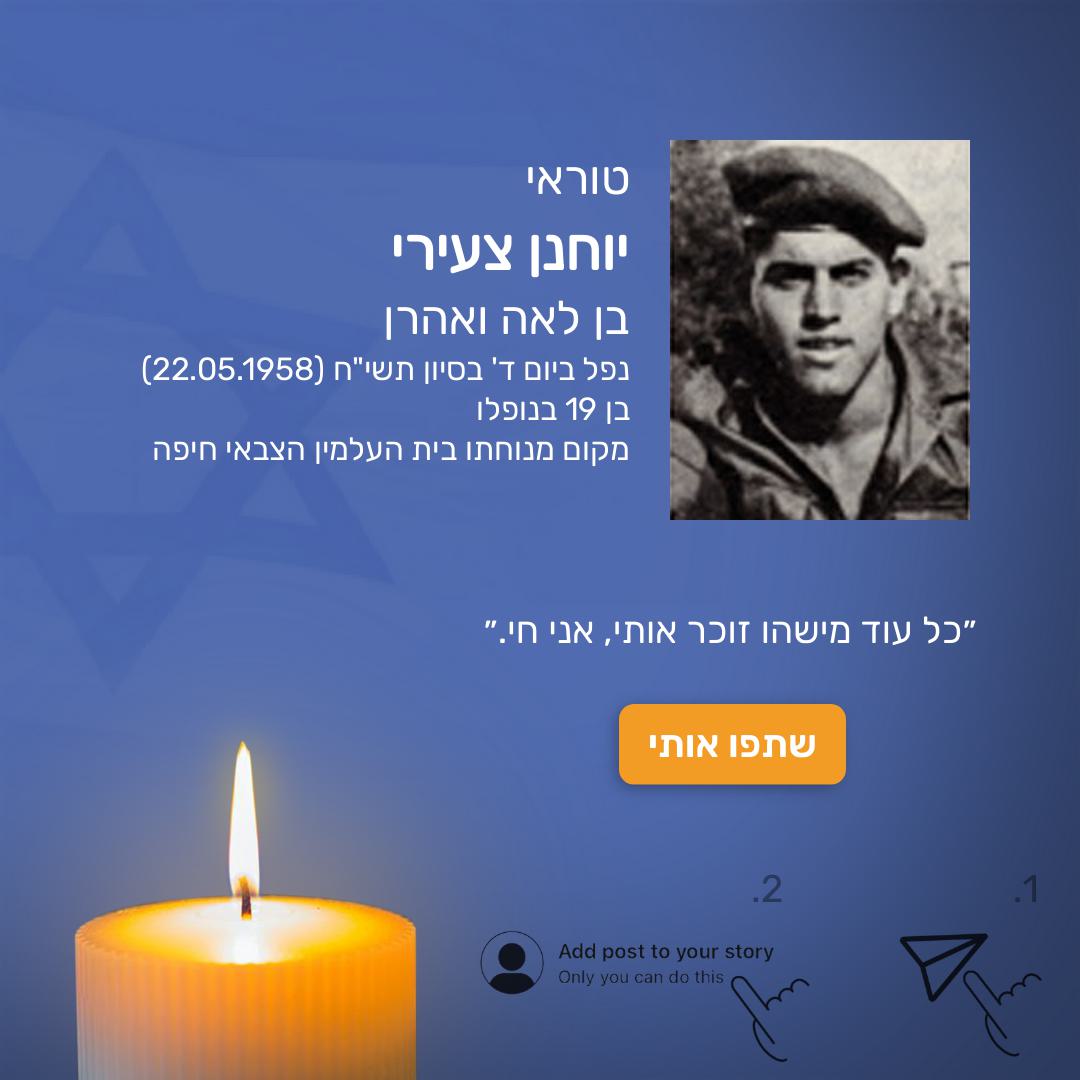 טוראי
יוחנן צעירי
בן לאה ואהרן
נפל ביום ד' בסיון תשי"ח (22.05.1958)
בן 19 בנופלו
מקום מנוחתו בית העלמין הצבאי חיפה
״כל עוד מישהו זוכר אותי, אני חי.״
שתפו אותי
.1
.2
Add post to your story
Only you can do this